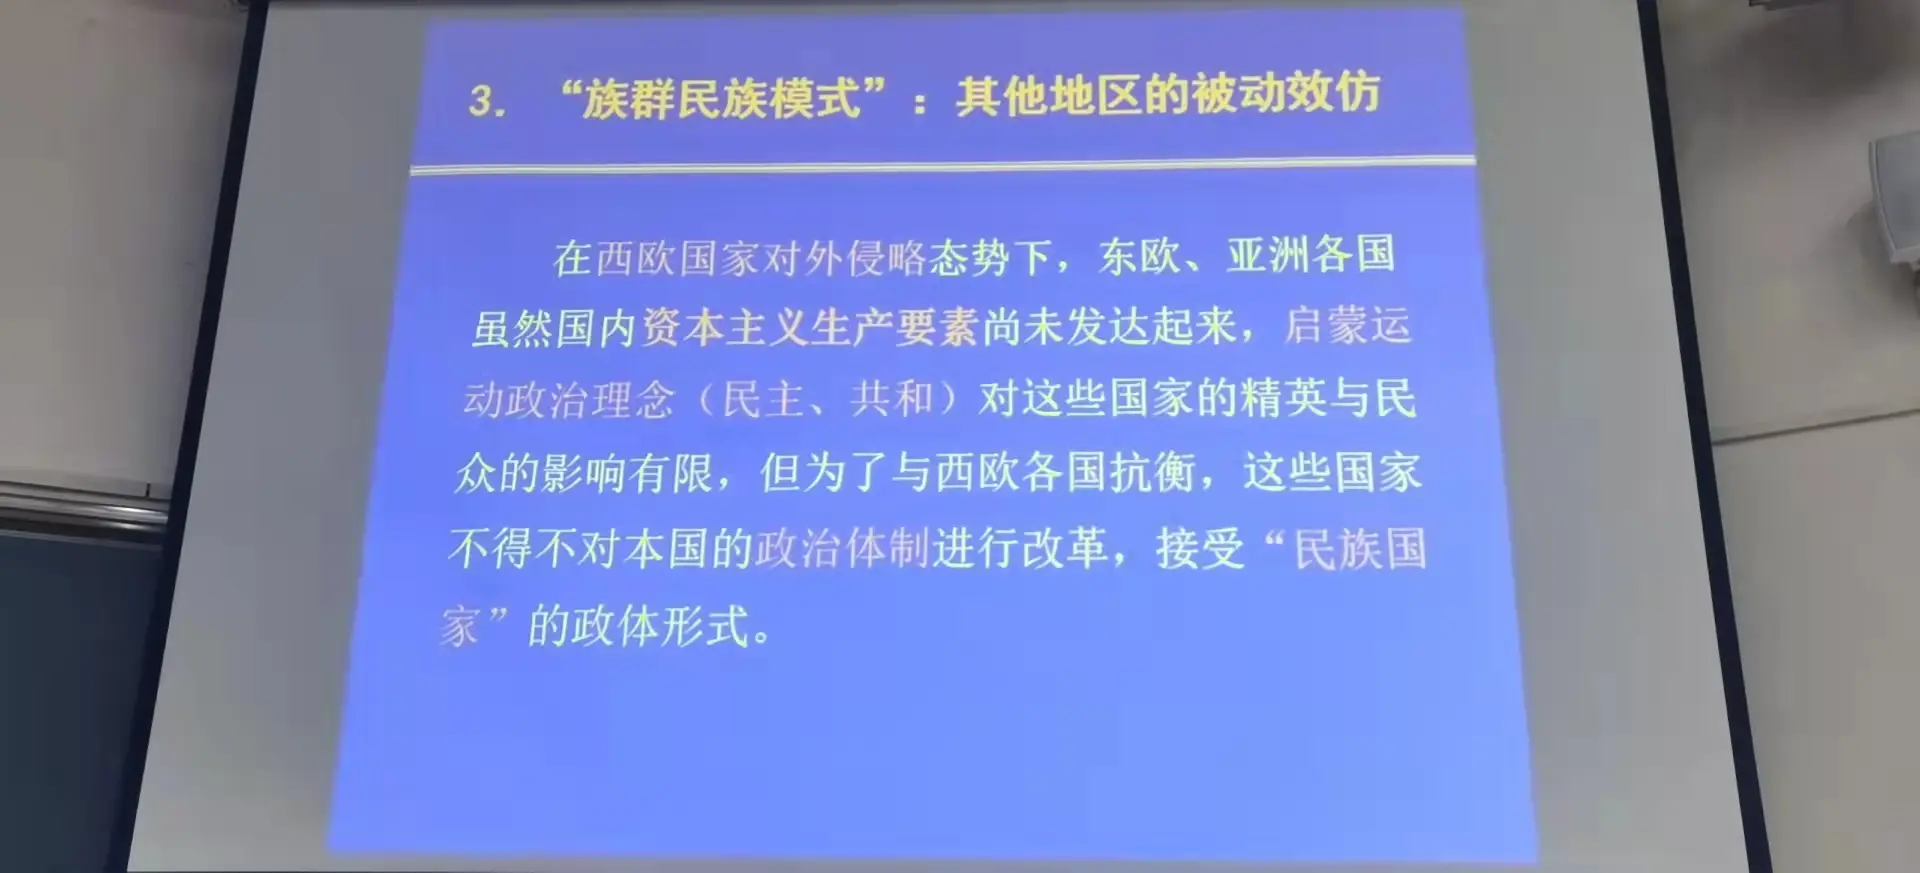 3. “族群民族模式”：其他地区的被动效仿
在西欧国家对外侵略态势下，东欧、亚洲各国
虽然国内资本主义生产要素尚未发达起来，启蒙运
动政治理念（民主、共和）对这些国家的精英与民
众的影响有限，但为了与西欧各国抗衡，这些国家
不得不对本国的政治体制进行改革，接受“民族国
家”的政体形式。